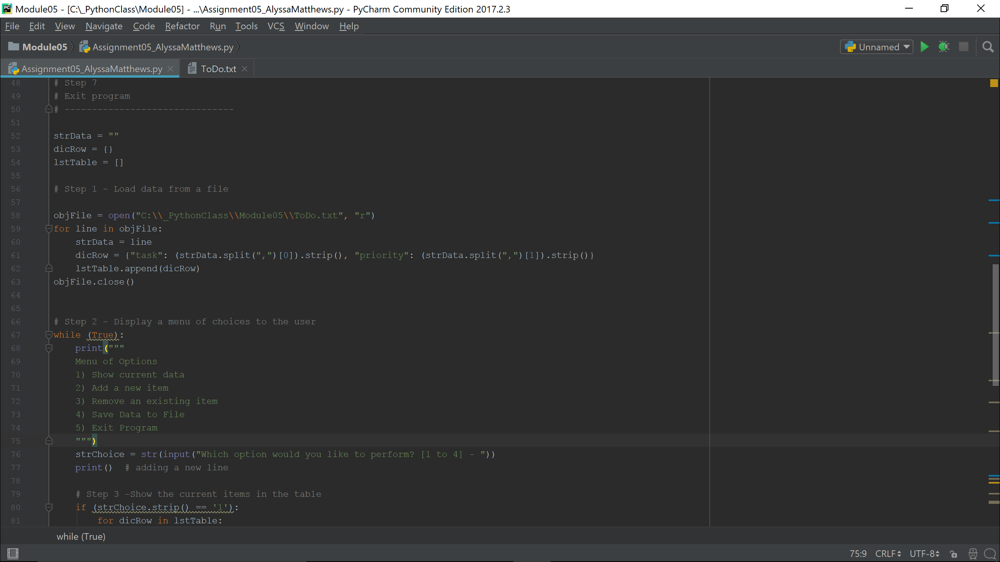 Module05 - [C:\_PythonClass\Module05] - ...\Assignment05_AlyssaMatthews.py - PyCharm Community Edition 2017.2.3
File Edit View Navigate Code Refactor Run Tools VCS Window Help
Module05 Assignment05_AlyssaMatthews.py Unnamed
Assignment05_AlyssaMatthews.py ToDo.txt
48 # Step 7
49 # Exit program
50 # -------------------------------
51
52 strData = ""
53 dicRow = {}
54 lstTable = []
55
56 # Step 1 - Load data from a file
57
58 objFile = open("C:\\_PythonClass\\Module05\\ToDo.txt", "r")
59 for line in objFile:
60     strData = line
61     dicRow = {"task": (strData.split(",")[0]).strip(), "priority": (strData.split(",")[1]).strip()}
62     lstTable.append(dicRow)
63 objFile.close()
64
65
66 # Step 2 - Display a menu of choices to the user
67 while (True):
68     print("""
69     Menu of Options
70     1) Show current data
71     2) Add a new item
72     3) Remove an existing item
73     4) Save Data to File
74     5) Exit Program
75     """)
76     strChoice = str(input("Which option would you like to perform? [1 to 4] - "))
77     print()  # adding a new line
78
79     # Step 3 -Show the current items in the table
80     if (strChoice.strip() == '1'):
81         for dicRow in lstTable:
while (True)
75:9 CRLF UTF-8